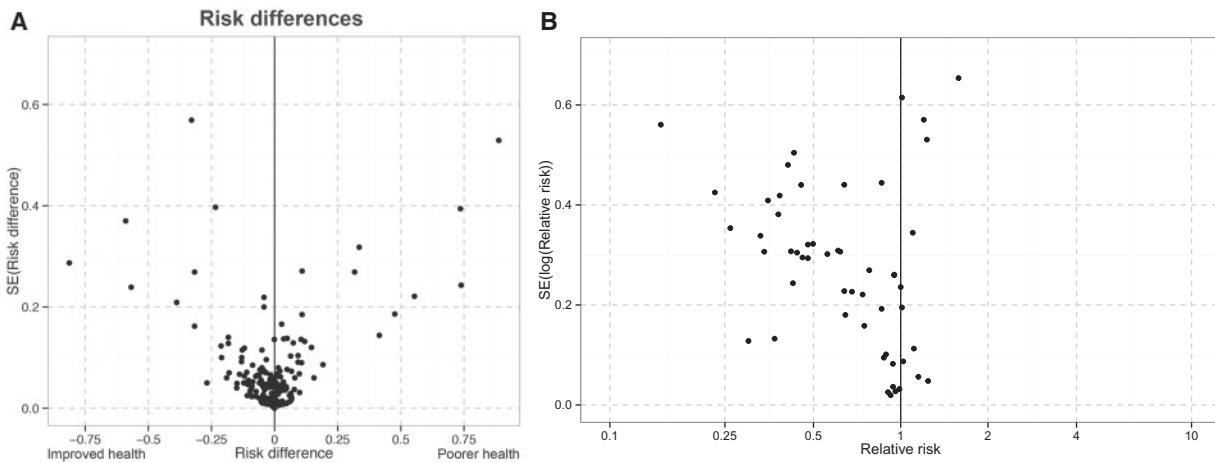 A
Risk differences
SE(Risk difference)
0.6
0.4
0.2
0.0
−0.75
−0.5
−0.25
0
0.25
0.5
0.75
Improved health
Risk difference
Poorer health
B
SE(log(Relative risk))
0.6
0.4
0.2
0.0
0.1
0.25
0.5
1
2
4
10
Relative risk